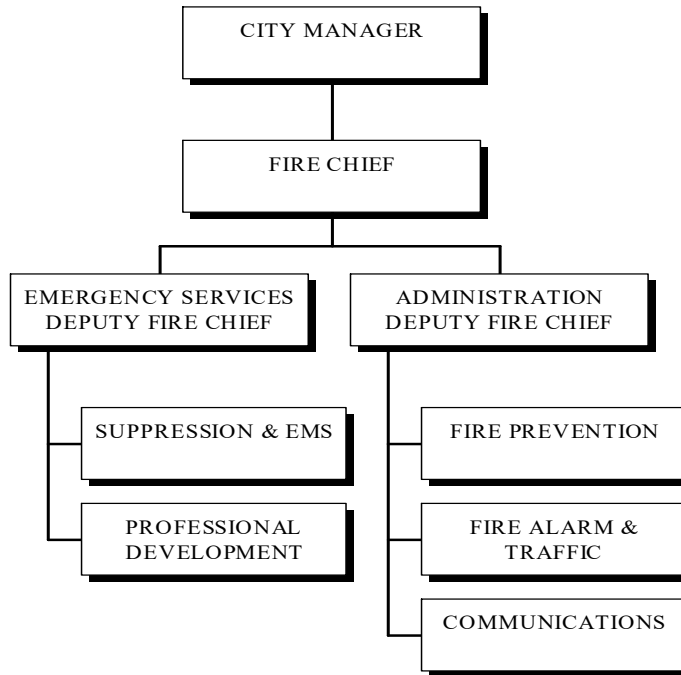 CITY MANAGER
FIRE CHIEF
EMERGENCY SERVICES
DEPUTY FIRE CHIEF
ADMINISTRATION
DEPUTY FIRE CHIEF
SUPPRESSION & EMS
PROFESSIONAL
DEVELOPMENT
FIRE PREVENTION
FIRE ALARM &
TRAFFIC
COMMUNICATIONS